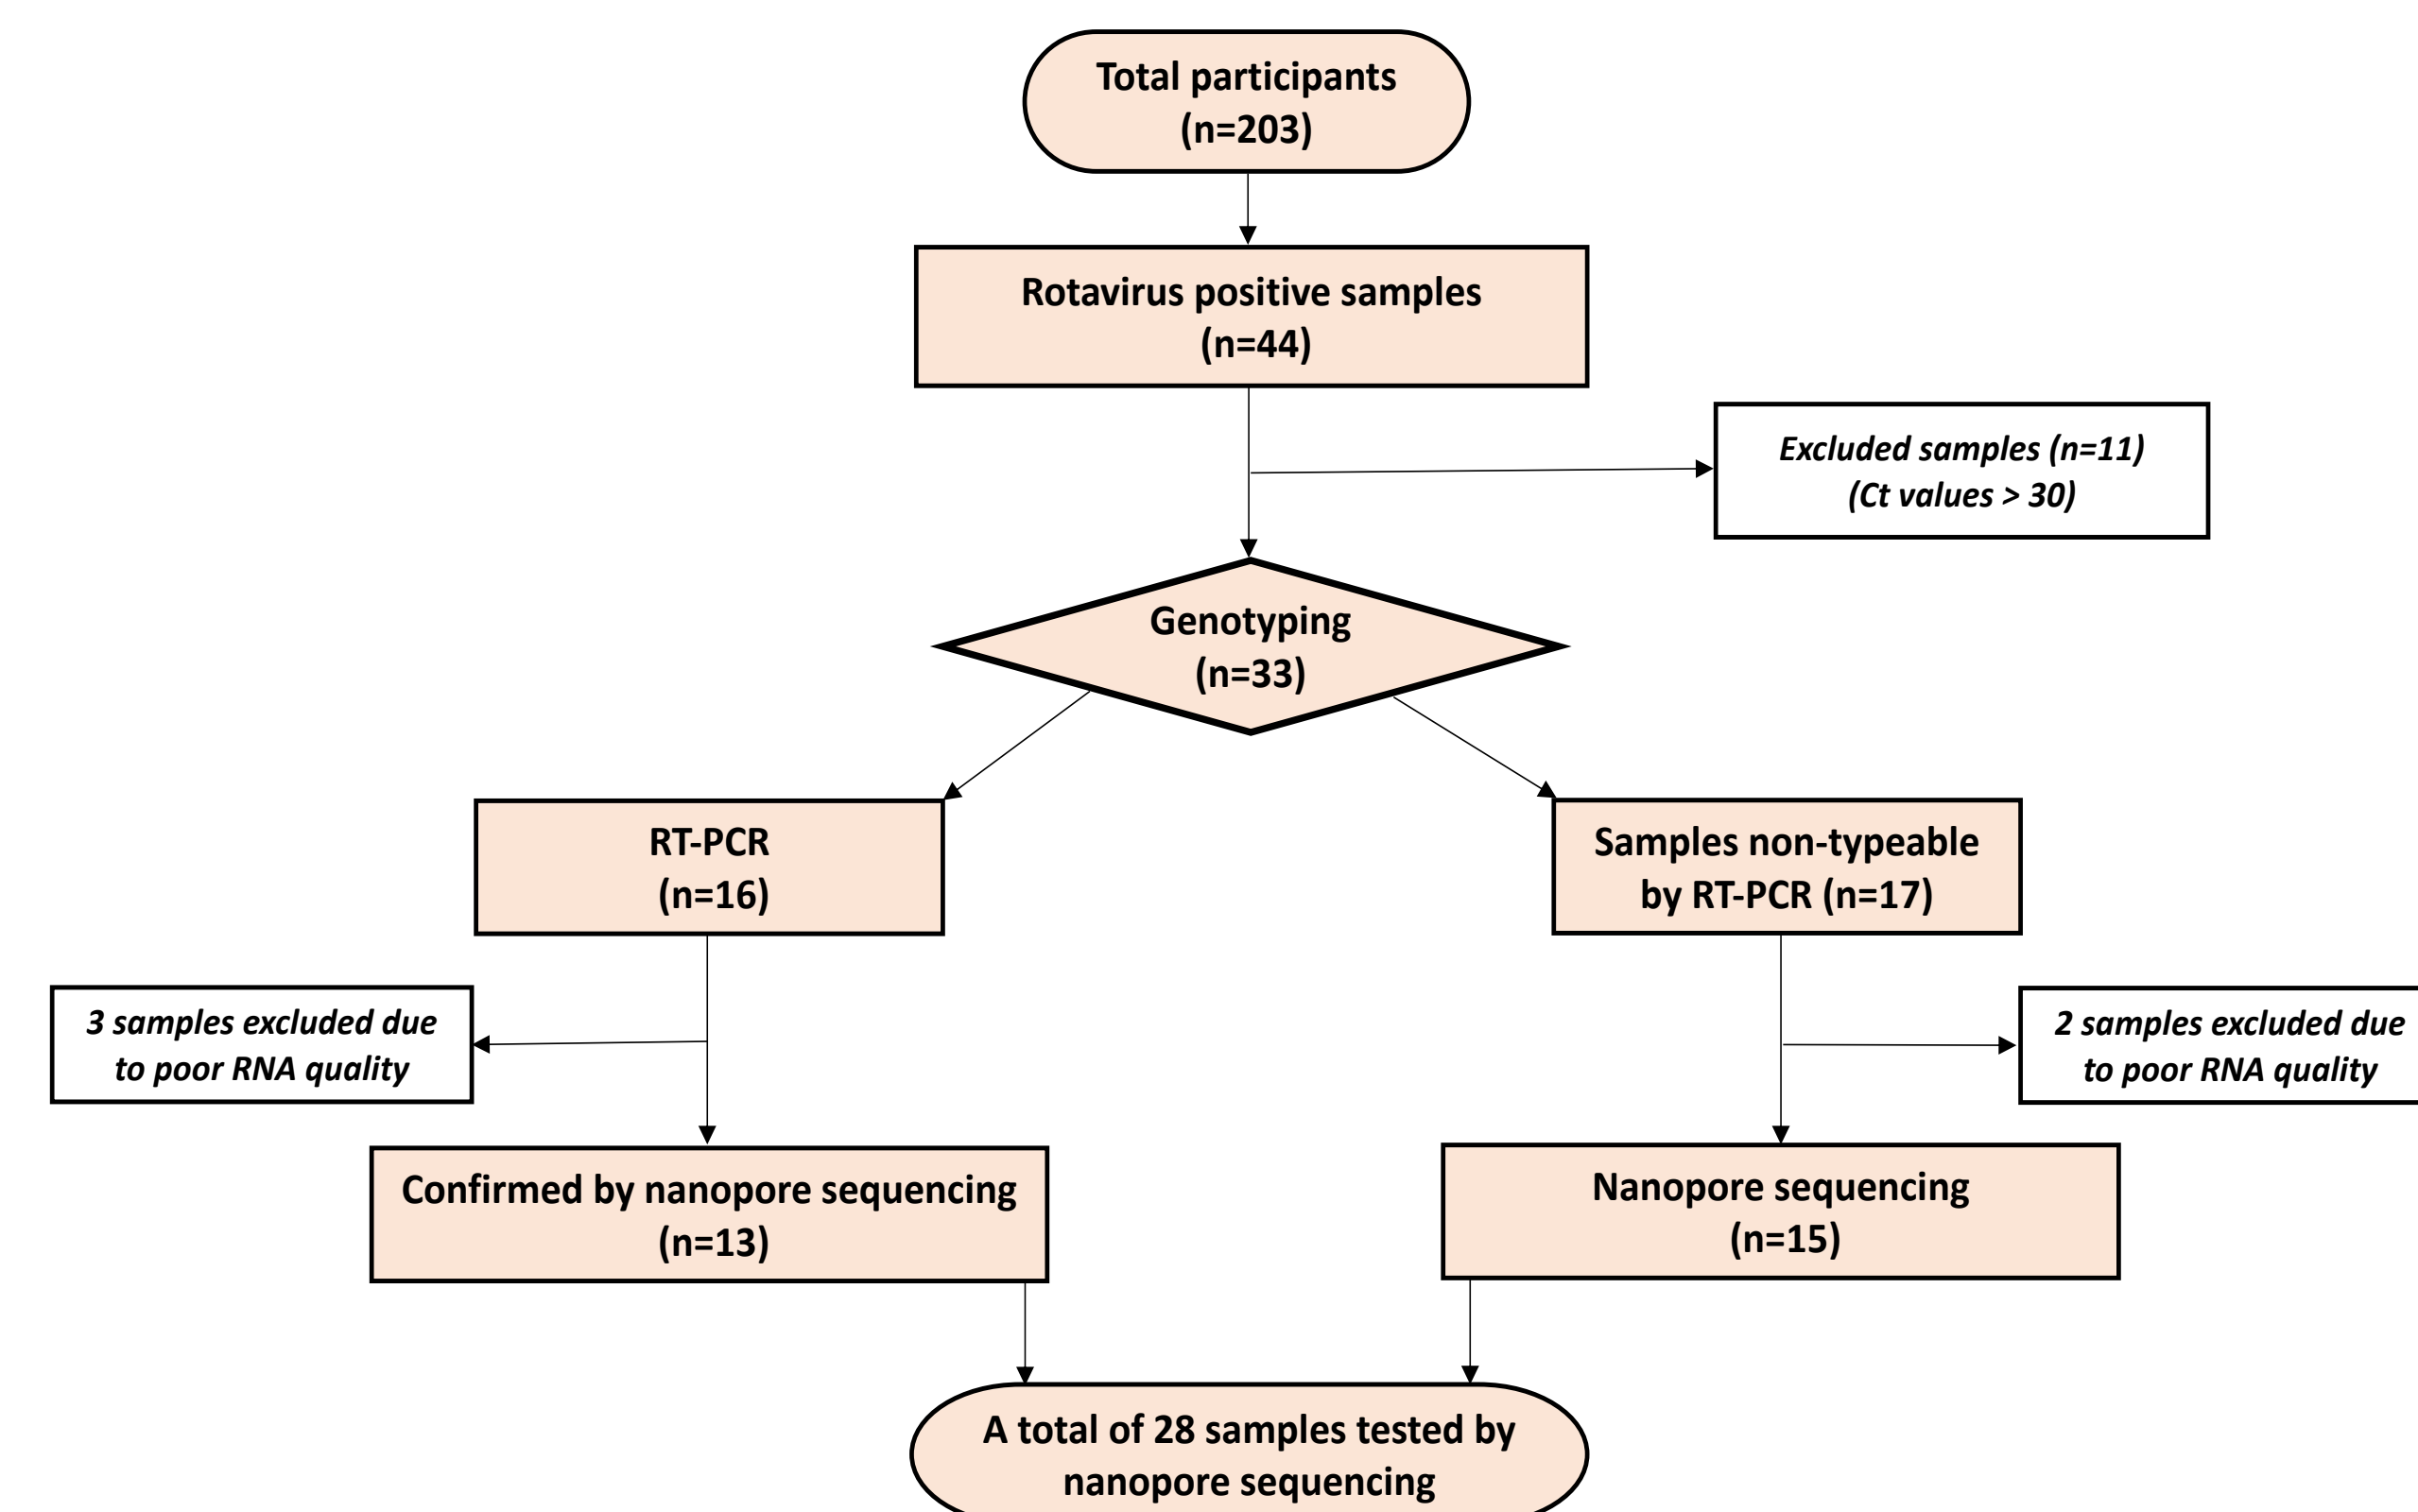 Total participants
(n=203)
Rotavirus positive samples
(n=44)
Excluded samples (n=11)
(Ct values > 30)
Genotyping
(n=33)
RT-PCR
(n=16)
Samples non-typeable
by RT-PCR (n=17)
3 samples excluded due
to poor RNA quality
2 samples excluded due
to poor RNA quality
Confirmed by nanopore sequencing
(n=13)
Nanopore sequencing
(n=15)
A total of 28 samples tested by
nanopore sequencing